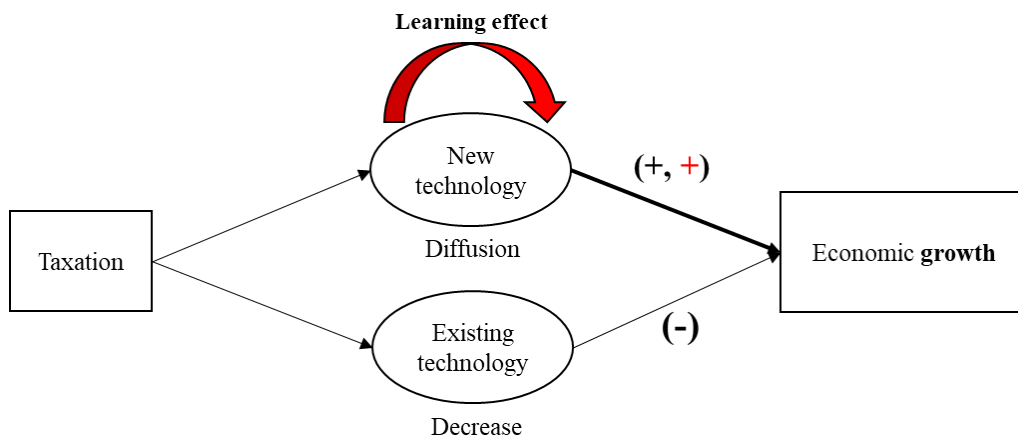 Learning effect
New
technology
(+, +)
Diffusion
Taxation
Economic growth
Existing
technology
(-)
Decrease